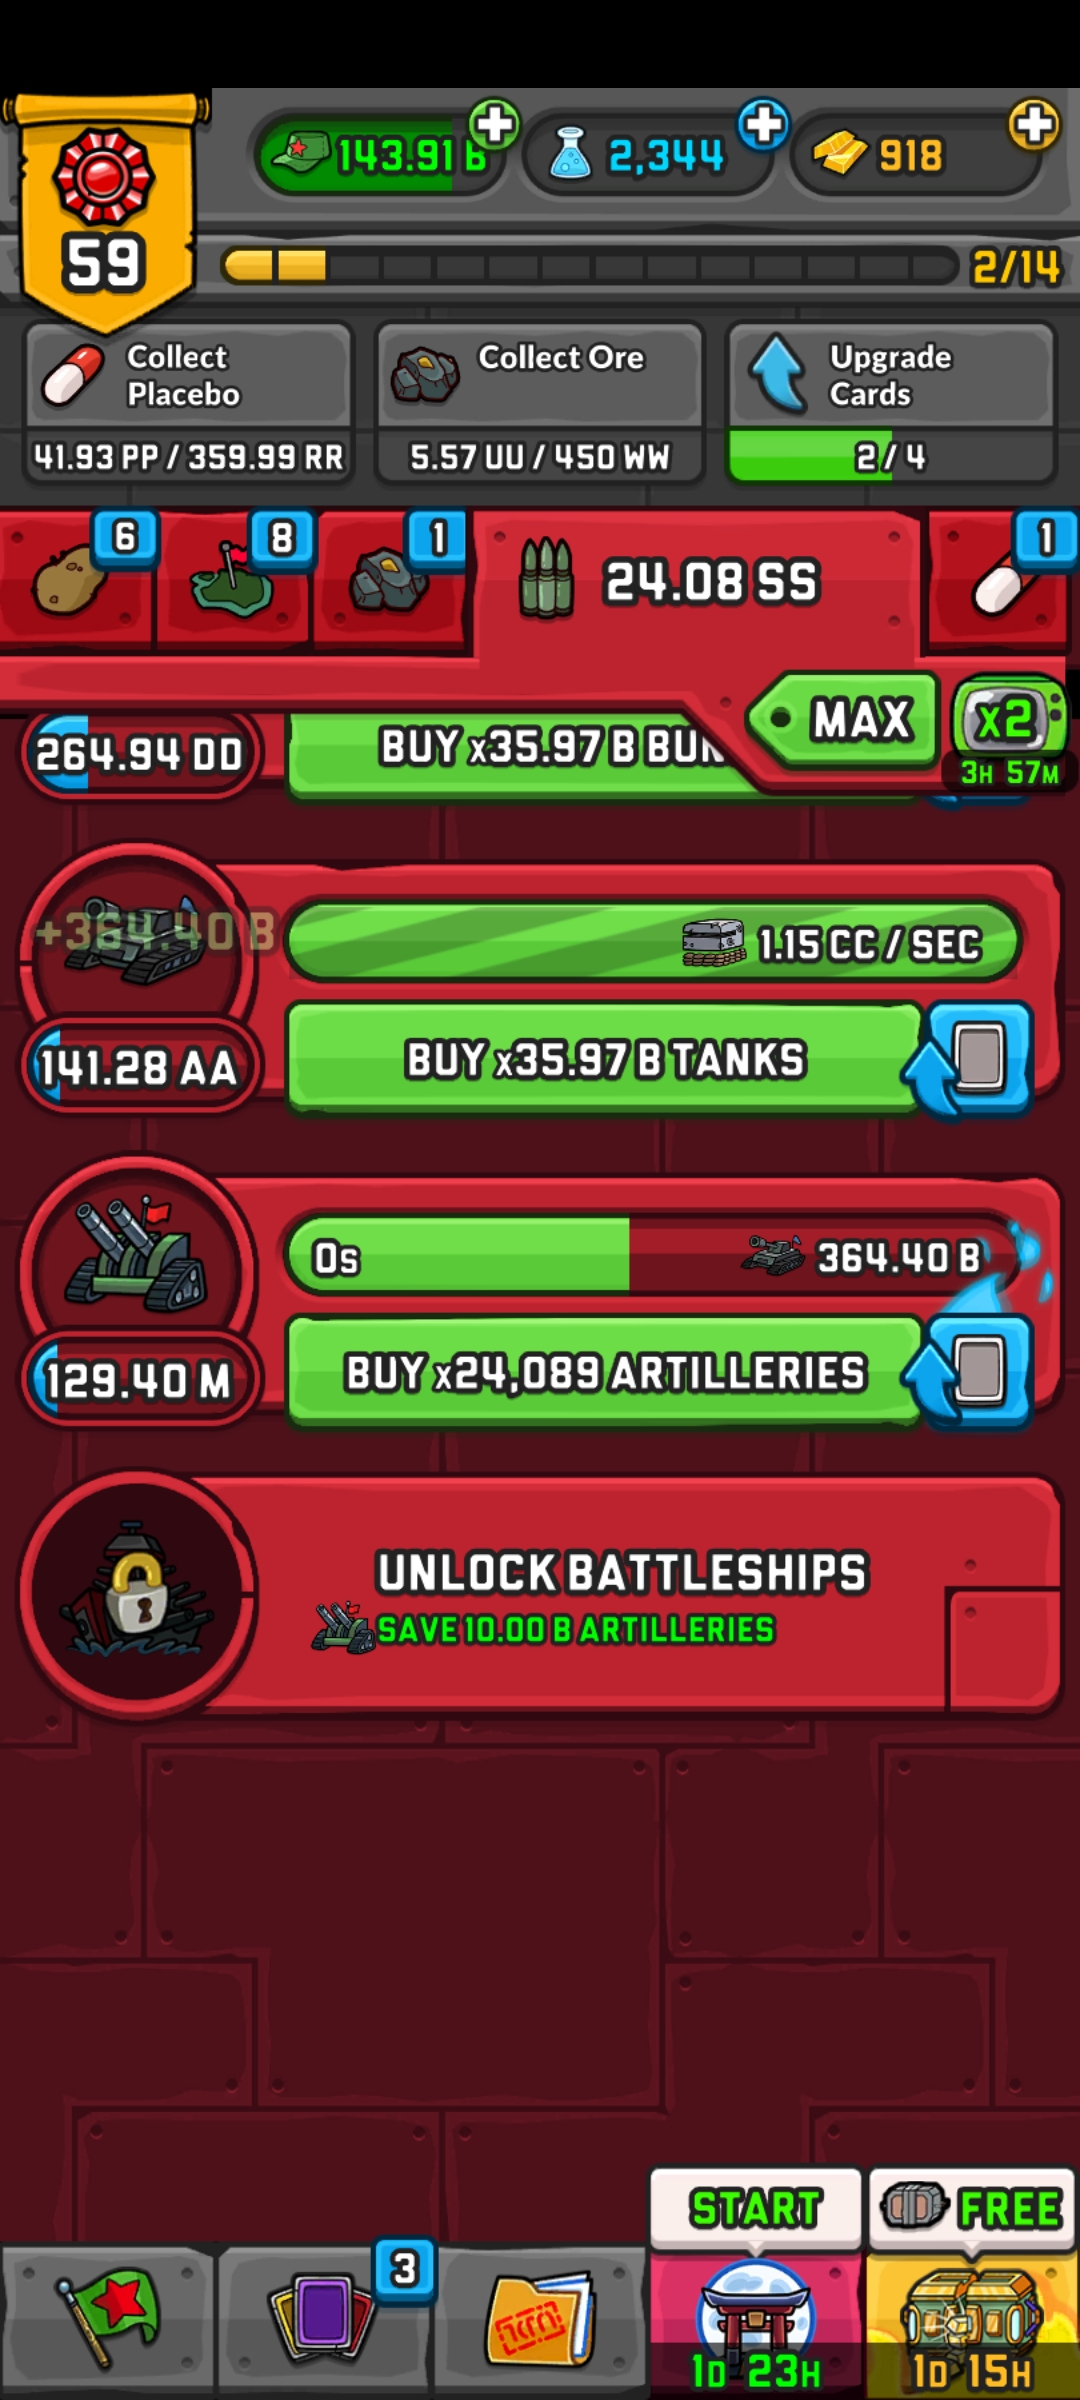 143.91 B
2,344
918
59
2/14
Collect Placebo
41.93 PP / 359.99 RR
Collect Ore
5.57 UU / 450 WW
Upgrade Cards
2 / 4
6
8
1
24.08 SS
1
MAX
x2
3H 57M
264.94 DD
BUY x35.97 B
+364.40 B
1.15 CC / SEC
141.28 AA
BUY x35.97 B TANKS
0s
364.40 B
129.40 M
BUY x24,089 ARTILLERIES
UNLOCK BATTLESHIPS
SAVE 10.00 B ARTILLERIES
START
FREE
3
1D 23H
1D 15H